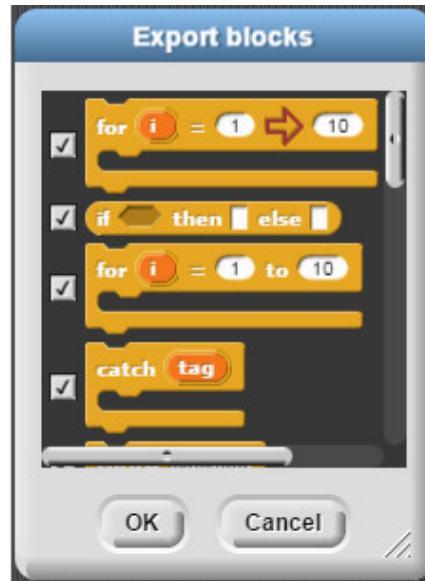 Export blocks
for i = 1 ⇨ 10
if then else
for i = 1 to 10
catch tag
OK Cancel